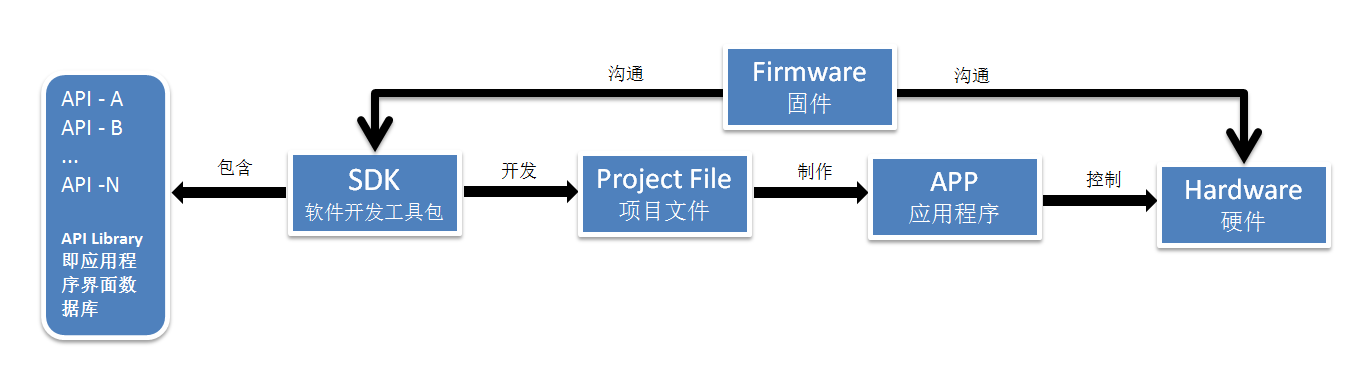 沟通
Firmware
固件
沟通
API - A
API - B
...
API -N
API Library
即应用程
序界面数
据库
包含
SDK
软件开发工具包
开发
Project File
项目文件
制作
APP
应用程序
控制
Hardware
硬件